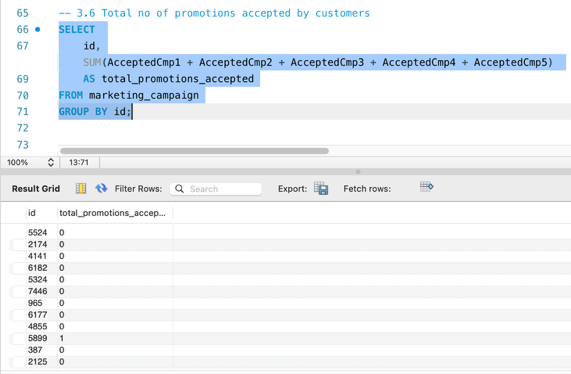 65 -- 3.6 Total no of promotions accepted by customers
66 SELECT
67 id,
SUM(AcceptedCmp1 + AcceptedCmp2 + AcceptedCmp3 + AcceptedCmp4 + AcceptedCmp5)
69 AS total_promotions_accepted
70 FROM marketing_campaign
71 GROUP BY id;
72
73
100% 13:71
Result Grid Filter Rows: Search Export: Fetch rows:
id total_promotions_accep...
5524 0
2174 0
4141 0
6182 0
5324 0
7446 0
965 0
6177 0
4855 0
5899 1
387 0
2125 0